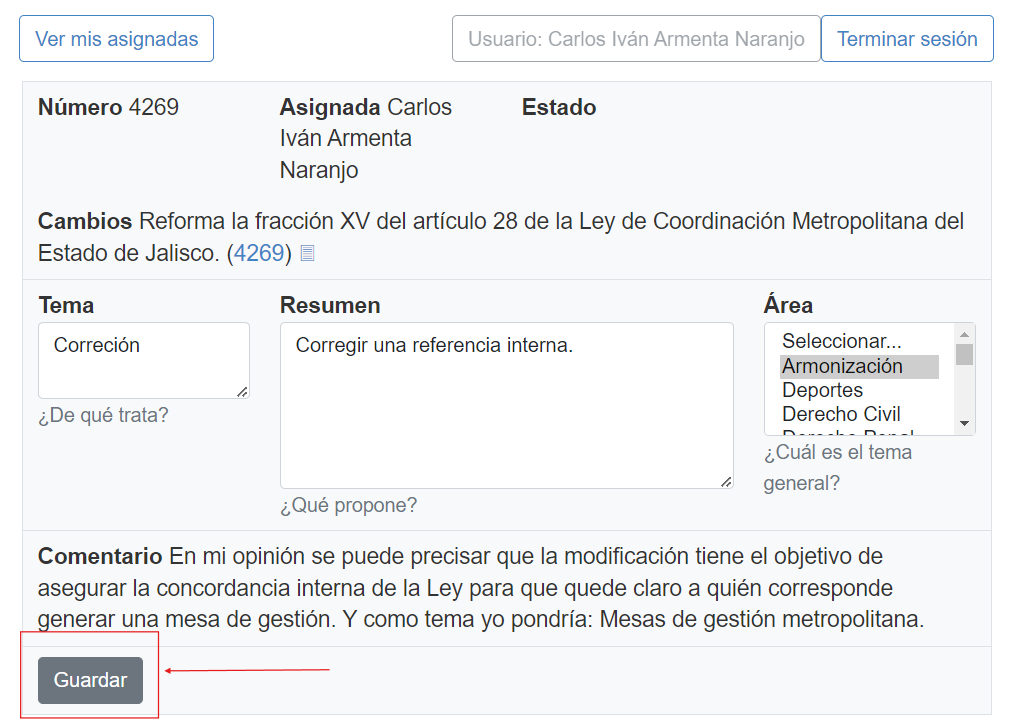 Ver mis asignadas
Usuario: Carlos Iván Armenta Naranjo
Terminar sesión
Número 4269
Asignada Carlos
Iván Armenta
Naranjo
Estado
Cambios Reforma la fracción XV del artículo 28 de la Ley de Coordinación Metropolitana del
Estado de Jalisco. (4269)
Tema
Correción
¿De qué trata?
Resumen
Corregir una referencia interna.
¿Qué propone?
Área
Seleccionar...
Armonización
Deportes
Derecho Civil
Derecho Penal
¿Cuál es el tema
general?
Comentario En mi opinión se puede precisar que la modificación tiene el objetivo de
asegurar la concordancia interna de la Ley para que quede claro a quién corresponde
generar una mesa de gestión. Y como tema yo pondría: Mesas de gestión metropolitana.
Guardar